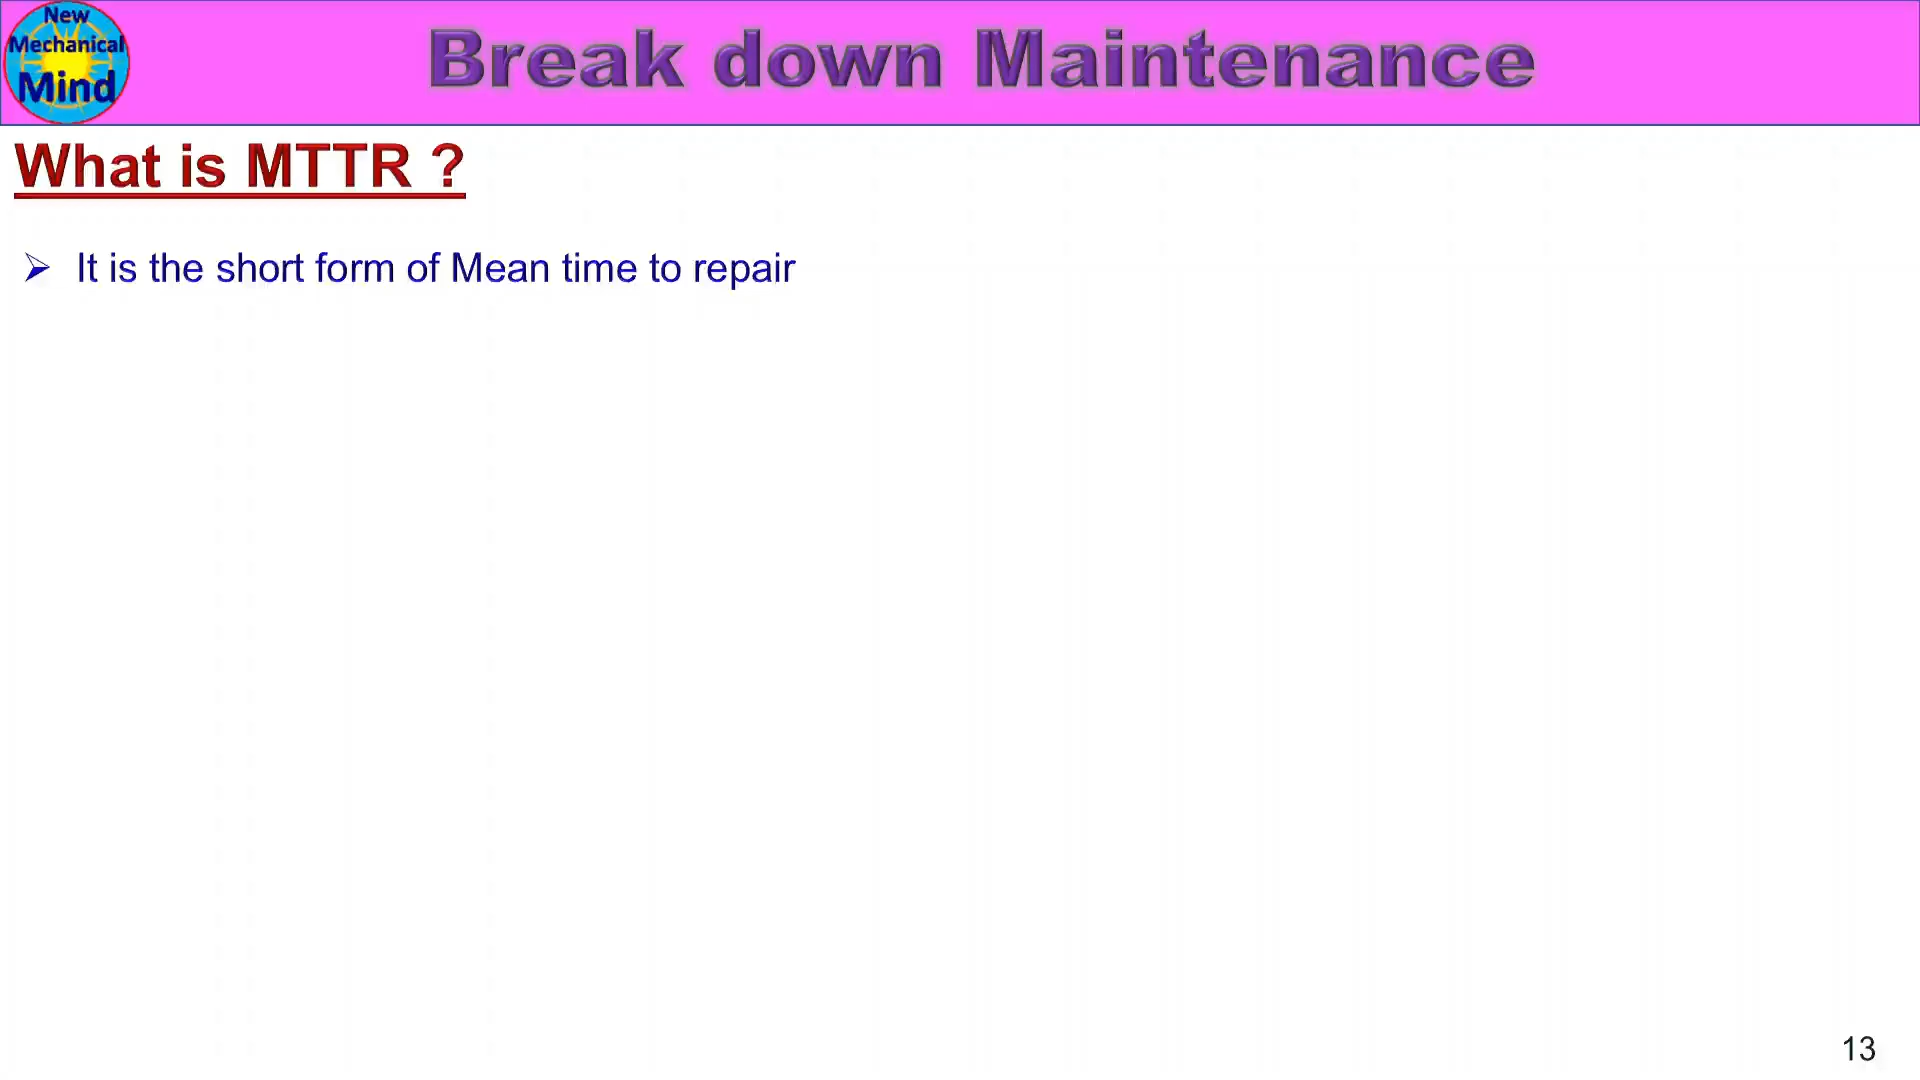 New
Mechanical
Mind
Break down Maintenance
What is MTTR ?
➢ It is the short form of Mean time to repair
13